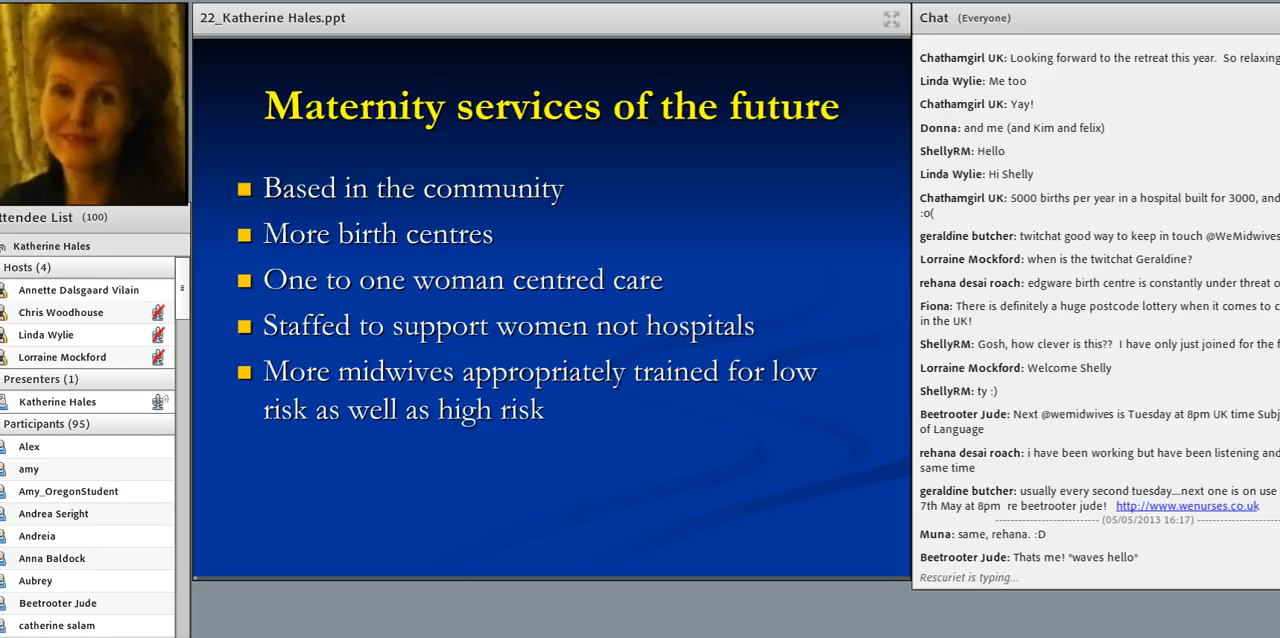 22_Katherine Hales.ppt
Maternity services of the future
Based in the community
More birth centres
One to one woman centred care
Staffed to support women not hospitals
More midwives appropriately trained for low
risk as well as high risk
ttendee List (100)
Katherine Hales
Hosts (4)
Annette Dalsgaard Vilain
Chris Woodhouse
Linda Wylie
Lorraine Mockford
Presenters (1)
Katherine Hales
Participants (95)
Alex
amy
Amy_OregonStudent
Andrea Seright
Andreia
Anna Baldock
Aubrey
Beetrooter Jude
catherine salam
Chat (Everyone)
Chathamgirl UK: Looking forward to the retreat this year. So relaxing
Linda Wylie: Me too
Chathamgirl UK: Yay!
Donna: and me (and Kim and felix)
ShellyRM: Hello
Linda Wylie: Hi Shelly
Chathamgirl UK: 5000 births per year in a hospital built for 3000, and
:o(
geraldine butcher: twitchat good way to keep in touch @WeMidwives
Lorraine Mockford: when is the twitchat Geraldine?
rehana desai roach: edgware birth centre is constantly under threat o
Fiona: There is definitely a huge postcode lottery when it comes to c
in the UK!
ShellyRM: Gosh, how clever is this?? I have only just joined for the f
Lorraine Mockford: Welcome Shelly
ShellyRM: ty :)
Beetrooter Jude: Next @wemidwives is Tuesday at 8pm UK time Subj
of Language
rehana desai roach: i have been working but have been listening and
same time
geraldine butcher: usually every second tuesday....next one is on use
7th May at 8pm re beetrooter jude! http://www.wenurses.co.uk
(05/05/2013 16:17)
Muna: same, rehana. :D
Beetrooter Jude: Thats me! *waves hello*
Rescuriet is typing...